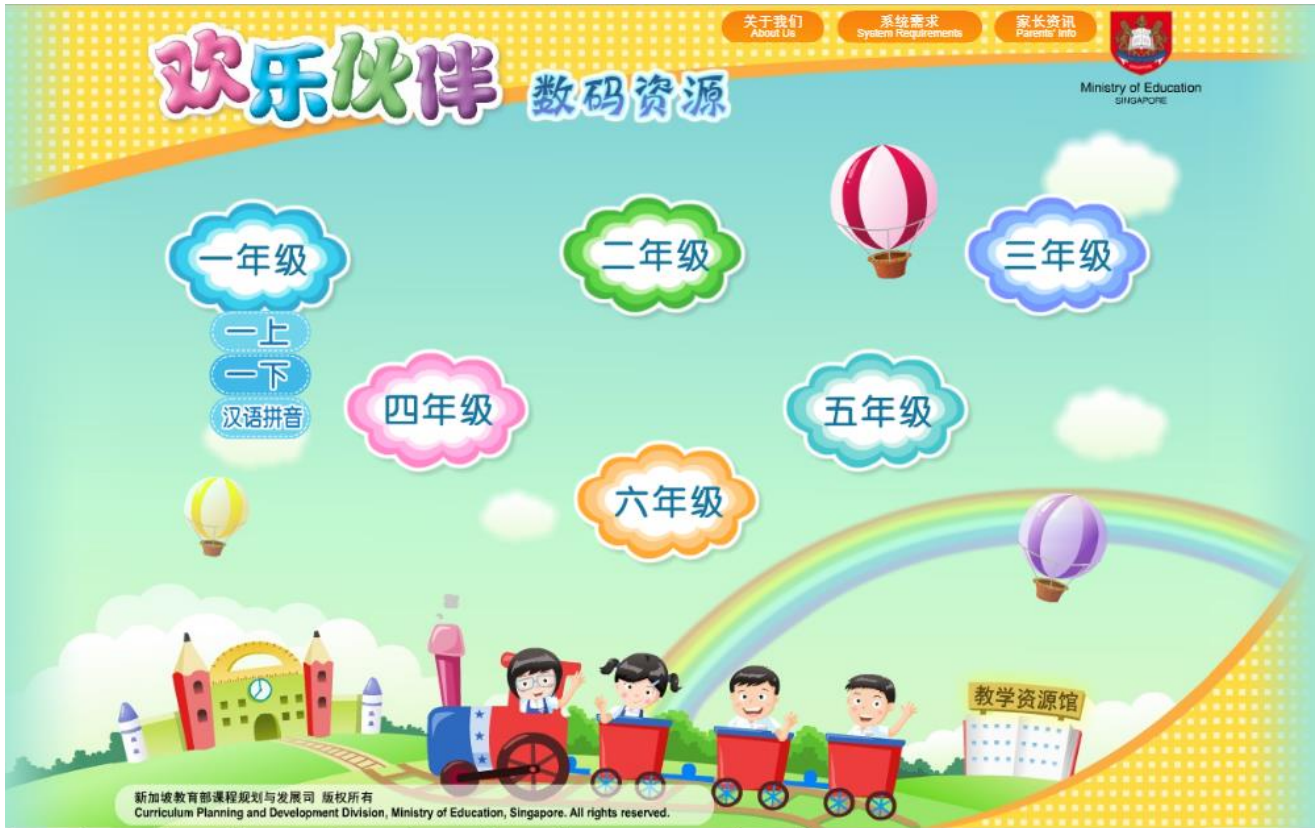 关于我们
About Us
系统需求
System Requirements
家长资讯
Parents' Info
欢乐伙伴 数码资源
Ministry of Education
SINGAPORE
一年级
二年级
三年级
一上
一下
汉语拼音
四年级
五年级
六年级
教学资源馆
新加坡教育部课程规划与发展司 版权所有
Curriculum Planning and Development Division, Ministry of Education, Singapore. All rights reserved.